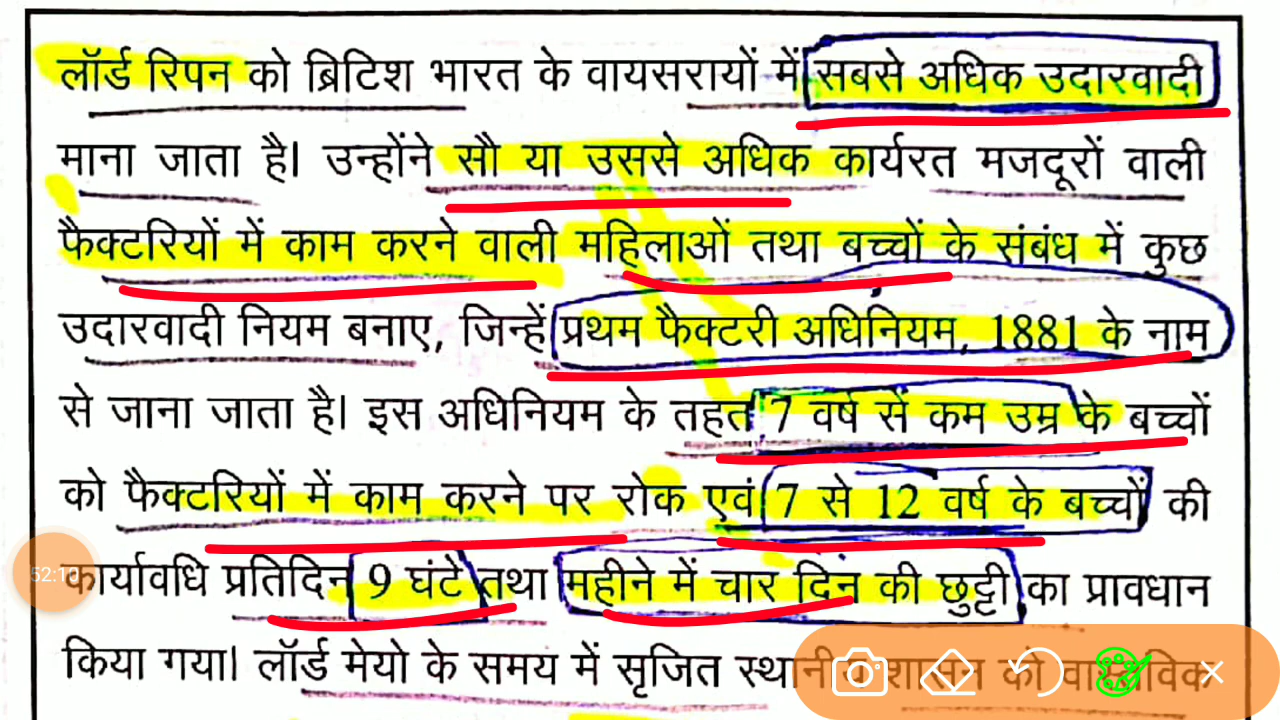 लॉर्ड रिपन को ब्रिटिश भारत के वायसरायों में सबसे अधिक उदारवादी
माना जाता है। उन्होंने सौ या उससे अधिक कार्यरत मजदूरों वाली
फैक्टरियों में काम करने वाली महिलाओं तथा बच्चों के संबंध में कुछ
उदारवादी नियम बनाए, जिन्हें प्रथम फैक्टरी अधिनियम, 1881 के नाम
से जाना जाता है। इस अधिनियम के तहत 7 वर्ष से कम उम्र के बच्चों
को फैक्टरियों में काम करने पर रोक एवं 7 से 12 वर्ष के बच्चों की
कार्यावधि प्रतिदिन 9 घंटे तथा महीने में चार दिन की छुट्टी का प्रावधान
किया गया। लॉर्ड मेयो के समय में सृजित स्थानीय शासन को वास्तविक